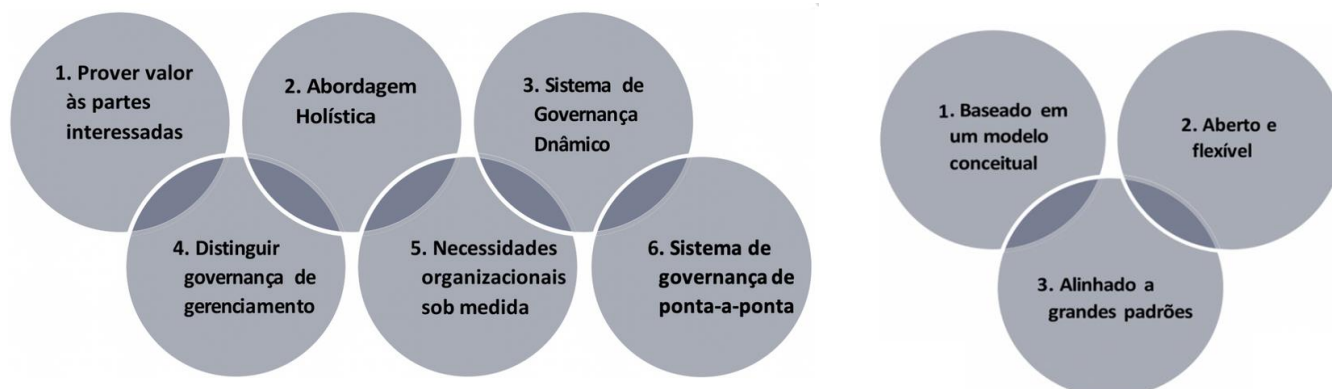 1. Prover valor
às partes
interessadas
2. Abordagem
Holística
3. Sistema de
Governança
Dnâmico
4. Distinguir
governança de
gerenciamento
5. Necessidades
organizacionais
sob medida
6. Sistema de
governança de
ponta-a-ponta
1. Baseado em
um modelo
conceitual
2. Aberto e
flexível
3. Alinhado a
grandes padrões